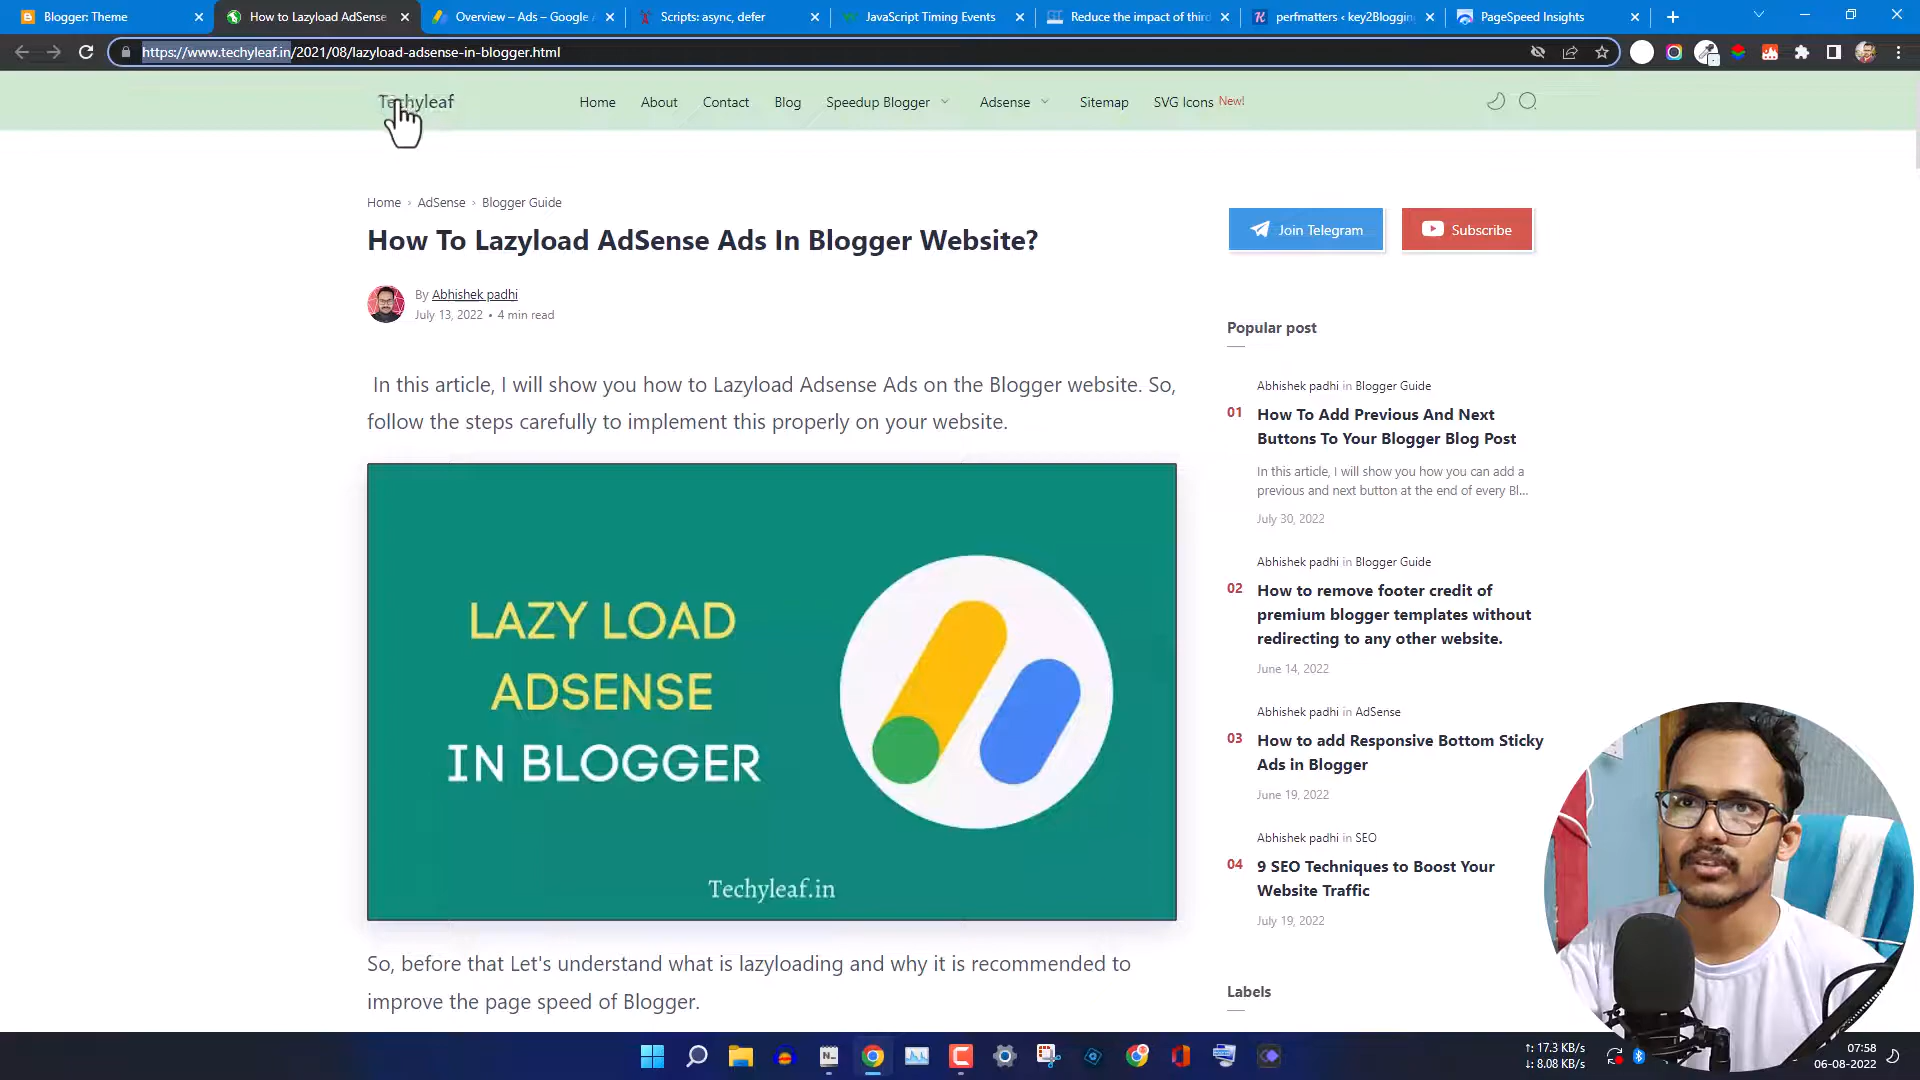 Blogger: Theme
How to Lazyload AdSense
Overview – Ads – Google
Scripts: async, defer
JavaScript Timing Events
Reduce the impact of third
perfmatters ‹ key2Blogging
PageSpeed Insights
https://www.techyleaf.in/2021/08/lazyload-adsense-in-blogger.html
Techyleaf
Home
About
Contact
Blog
Speedup Blogger
Adsense
Sitemap
SVG Icons New!
Home › AdSense › Blogger Guide
How To Lazyload AdSense Ads In Blogger Website?
By Abhishek padhi
July 13, 2022 • 4 min read
In this article, I will show you how to Lazyload Adsense Ads on the Blogger website. So,
follow the steps carefully to implement this properly on your website.
LAZY LOAD
ADSENSE
IN BLOGGER
Techyleaf.in
So, before that Let's understand what is lazyloading and why it is recommended to
improve the page speed of Blogger.
Join Telegram
Subscribe
Popular post
Abhishek padhi in Blogger Guide
01 How To Add Previous And Next
Buttons To Your Blogger Blog Post
In this article, I will show you how you can add a
previous and next button at the end of every Bl...
July 30, 2022
Abhishek padhi in Blogger Guide
02 How to remove footer credit of
premium blogger templates without
redirecting to any other website.
June 14, 2022
Abhishek padhi in AdSense
03 How to add Responsive Bottom Sticky
Ads in Blogger
June 19, 2022
Abhishek padhi in SEO
04 9 SEO Techniques to Boost Your
Website Traffic
July 19, 2022
Labels
↑: 17.3 KB/s
↓: 8.08 KB/s
07:58
06-08-2022